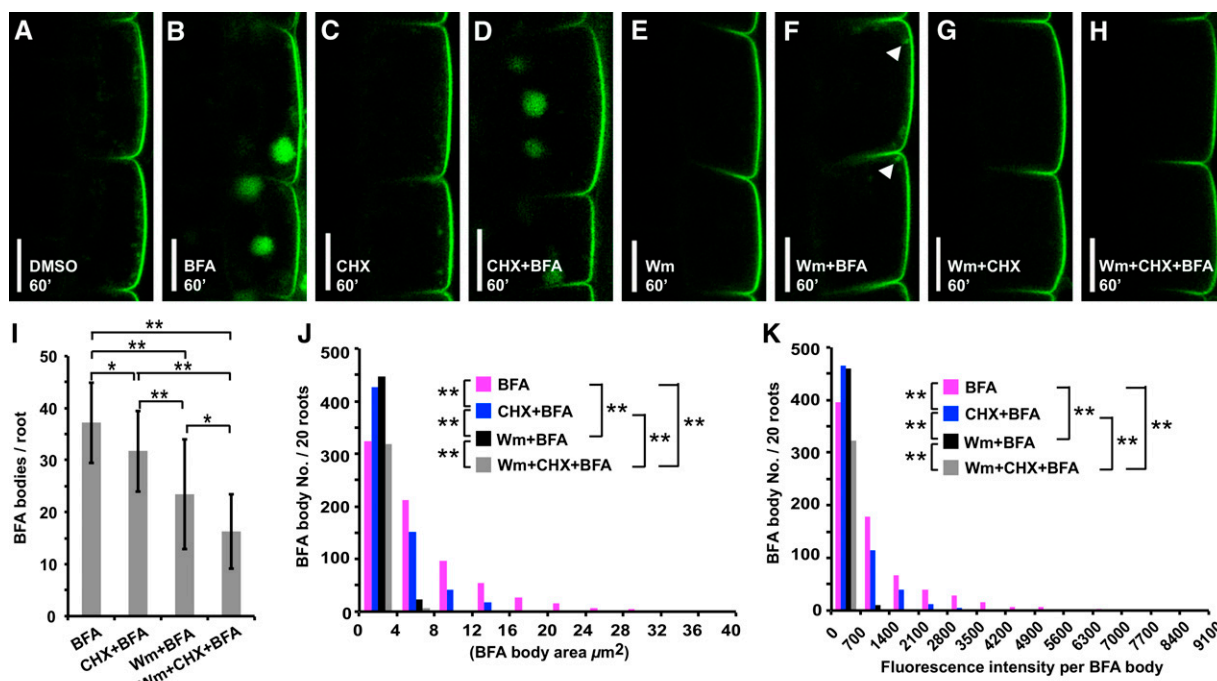 A B C D E F G H
DMSO 60’
BFA 60’
CHX 60’
CHX+BFA 60’
Wm 60’
Wm+BFA 60’
Wm+CHX 60’
Wm+CHX+BFA 60’
I
**
**
* **
**
*
BFA bodies / root
50
40
30
20
10
0
BFA
CHX+BFA
Wm+BFA
Wm+CHX+BFA
J
BFA body No. / 20 roots
500
400
300
200
100
0
BFA
CHX+BFA
Wm+BFA
Wm+CHX+BFA
**
**
**
**
**
**
0 4 8 12 16 20 24 28 32 36 40
(BFA body area µm2)
K
BFA body No. / 20 roots
500
400
300
200
100
0
BFA
CHX+BFA
Wm+BFA
Wm+CHX+BFA
**
**
**
**
**
**
0 700 1400 2100 2800 3500 4200 4900 5600 6300 7000 7700 8400 9100
Fluorescence intensity per BFA body